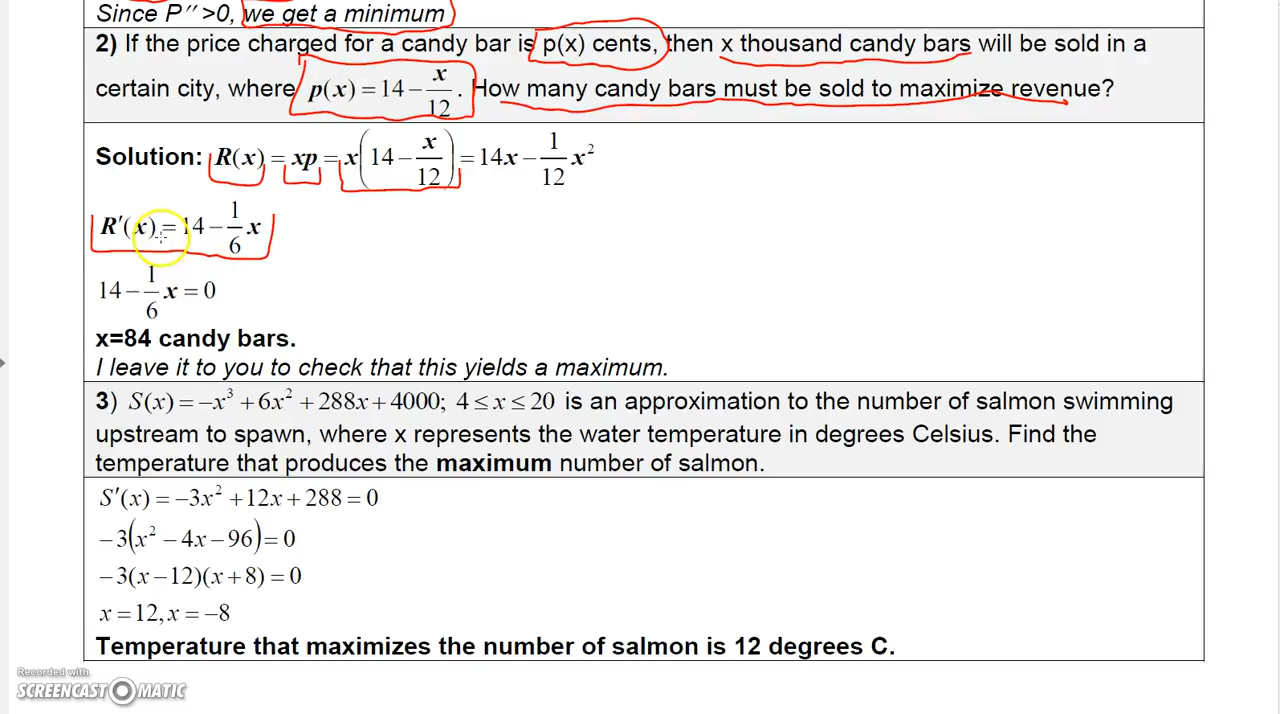 Since P″ >0, we get a minimum
2) If the price charged for a candy bar is p(x) cents, then x thousand candy bars will be sold in a
certain city, where p(x) = 14 − x/12. How many candy bars must be sold to maximize revenue?
Solution: R(x) = xp = x(14 − x/12) = 14x − 1/12 x²
R′(x) = 14 − 1/6 x
14 − 1/6 x = 0
x=84 candy bars.
I leave it to you to check that this yields a maximum.
3) S(x) = −x³ + 6x² + 288x + 4000; 4 ≤ x ≤ 20 is an approximation to the number of salmon swimming
upstream to spawn, where x represents the water temperature in degrees Celsius. Find the
temperature that produces the maximum number of salmon.
S′(x) = −3x² + 12x + 288 = 0
−3(x² − 4x − 96) = 0
−3(x − 12)(x + 8) = 0
x = 12, x = −8
Temperature that maximizes the number of salmon is 12 degrees C.
Recorded with
SCREENCAST MATIC